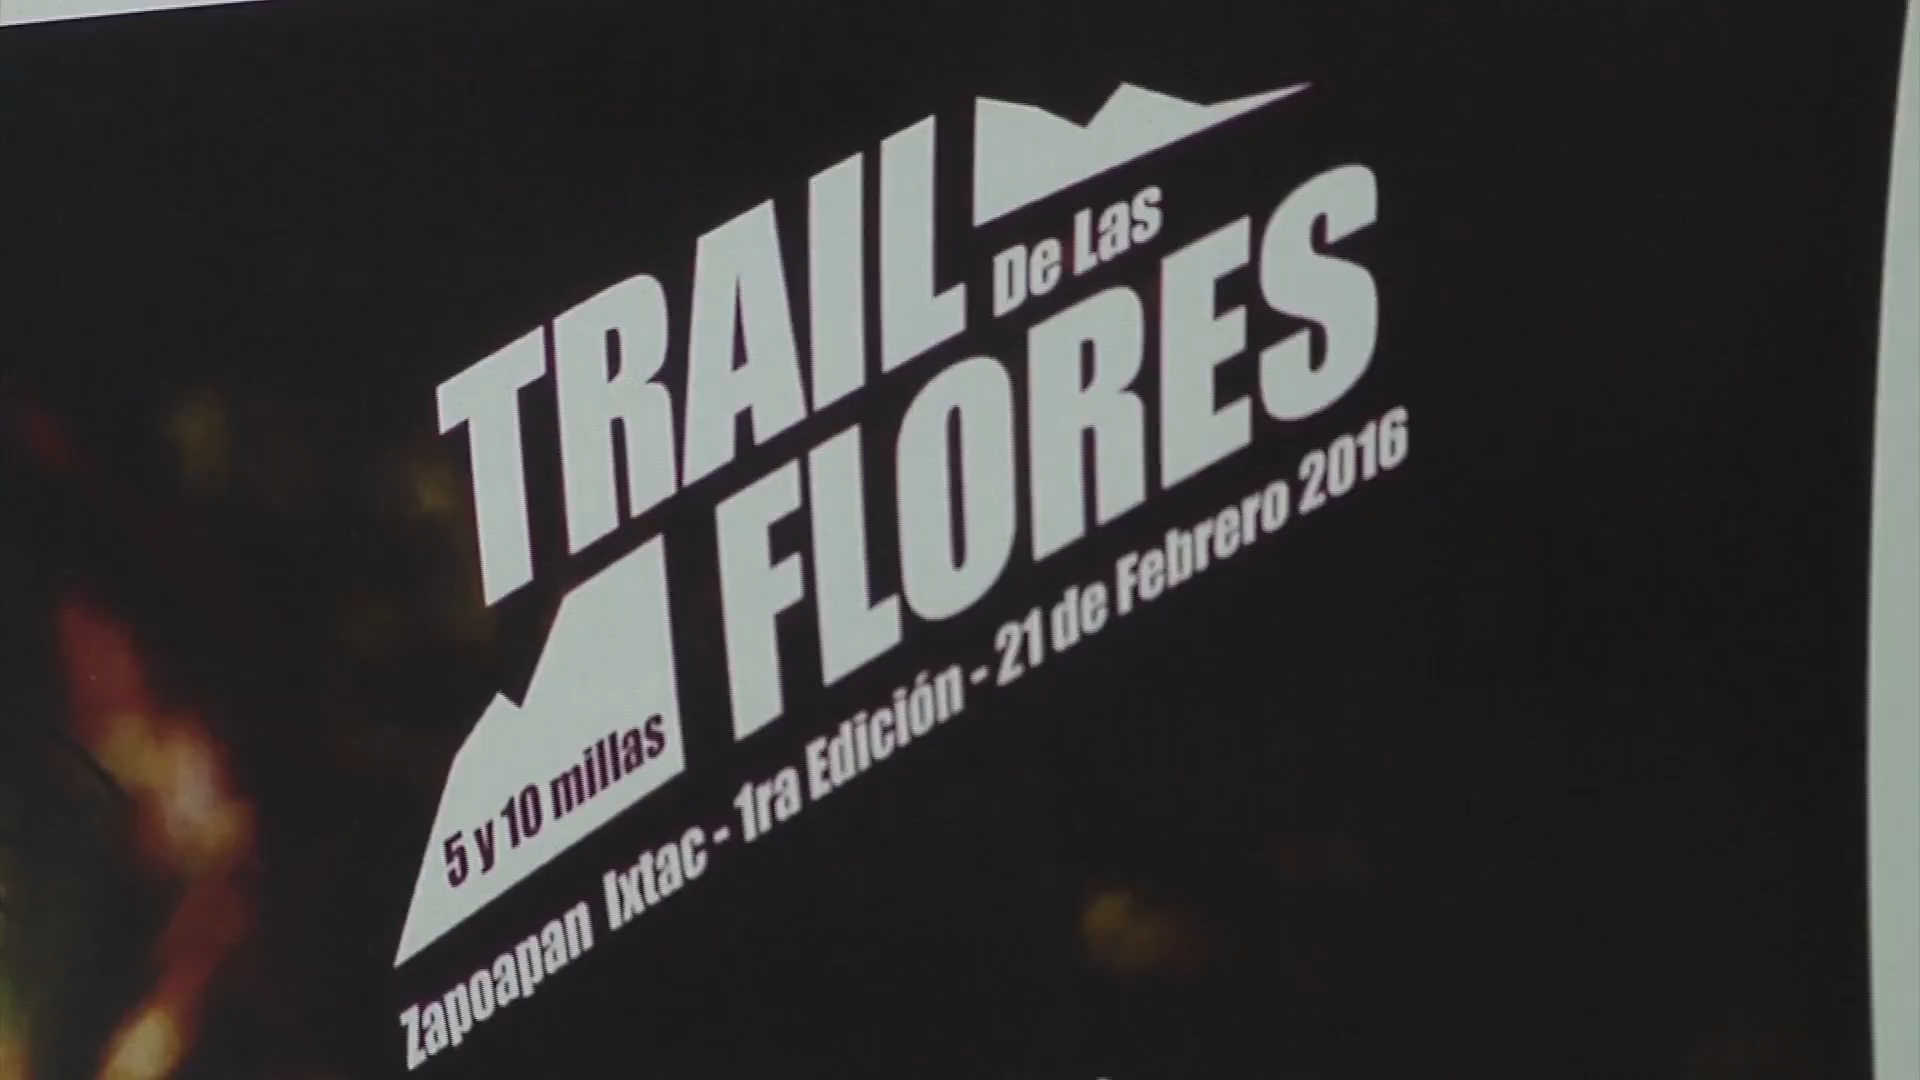 TRAIL
De Las
FLORES
5 y 10 millas
Zapoapan Ixtac - 1ra Edición - 21 de Febrero 2016